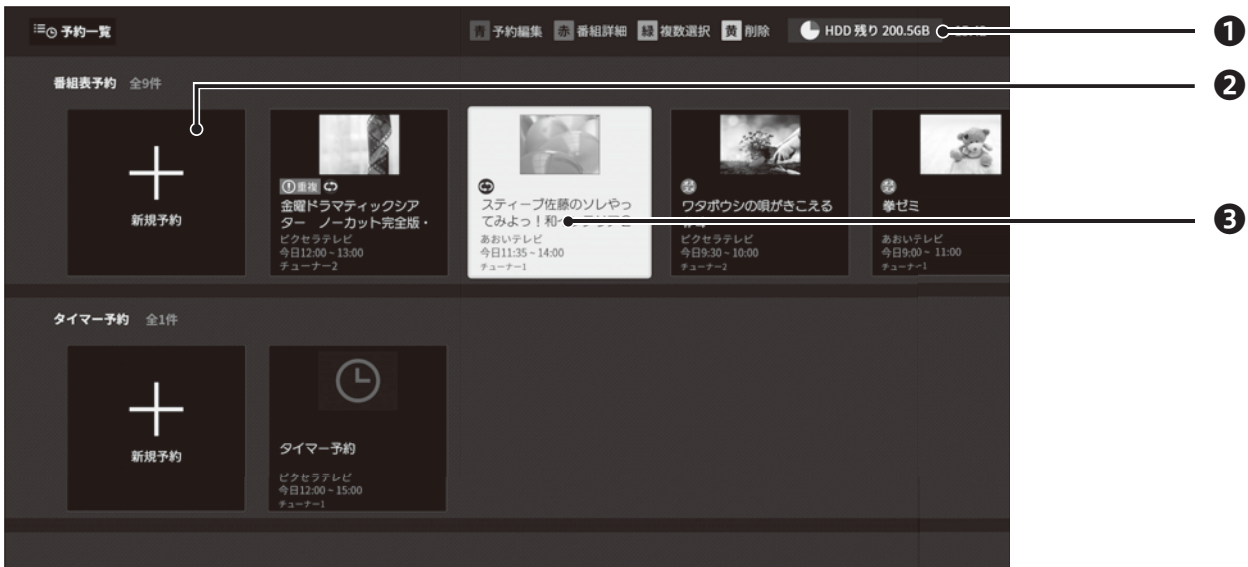 予約一覧
青 予約編集 赤 番組詳細 緑 複数選択 黄 削除
HDD 残り 200.5GB
❶
番組表予約 全9件
❷
新規予約
重複
金曜ドラマティックシア
ター ノーカット完全版・
ピクセラテレビ
今日12:00 ~ 13:00
チューナー2
スティーブ佐藤のソレやっ
てみよっ！和
あおいテレビ
今日11:35 ~ 14:00
チューナー1
❸
ワタボウシの唄がきこえる
ピクセラテレビ
今日9:30 ~ 10:00
チューナー2
拳ゼミ
あおいテレビ
今日9:00 ~ 11:00
チューナー1
タイマー予約 全1件
新規予約
タイマー予約
ピクセラテレビ
今日12:00 ~ 15:00
チューナー1